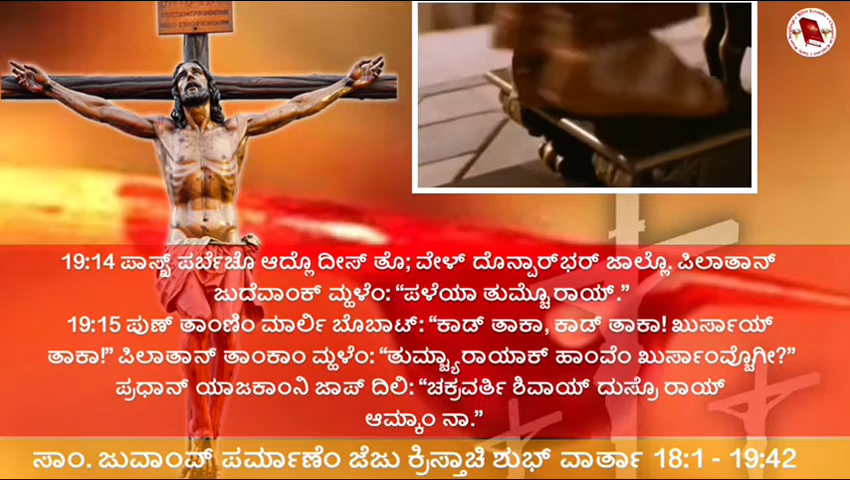 19:14 ಪಾಸ್ಖ್ ಪರ್ಬೆಚೊ ಆದ್ಲೊ ದೀಸ್ ತೊ; ವೇಳ್ ದೊನ್ಪಾರ್‌ಭರ್ ಜಾಲ್ಲೊ. ಪಿಲಾತಾನ್
ಜುದೆವಾಂಕ್ ಮ್ಹಳೆಂ: “ಪಳೆಯಾ ತುಮ್ಚೊ ರಾಯ್.”
19:15 ಪುಣ್ ತಾಂಣಿಂ ಮಾರ್ಲಿ ಬೊಬಾಟ್: “ಕಾಡ್ ತಾಕಾ, ಕಾಡ್ ತಾಕಾ! ಖುರ್ಸಾಯ್
ತಾಕಾ!” ಪಿಲಾತಾನ್ ತಾಂಕಾಂ ಮ್ಹಳೆಂ: “ತುಮ್ಚ್ಯಾ ರಾಯಾಕ್ ಹಾಂವೆಂ ಖುರ್ಸಾಂವ್ಚೊಗೀ?”
ಪ್ರಧಾನ್ ಯಾಜಕಾಂನಿ ಜಾಪ್ ದಿಲಿ: “ಚಕ್ರವರ್ತಿ ಶಿವಾಯ್ ದುಸ್ರೊ ರಾಯ್
ಆಮ್ಕಾಂ ನಾ.”
ಸಾಂ. ಜುವಾಂವ್ ಪರ್ಮಾಣೆಂ ಜೆಜು ಕ್ರಿಸ್ತಾಚಿ ಶುಭ್ ವಾರ್ತಾ 18:1 - 19:42